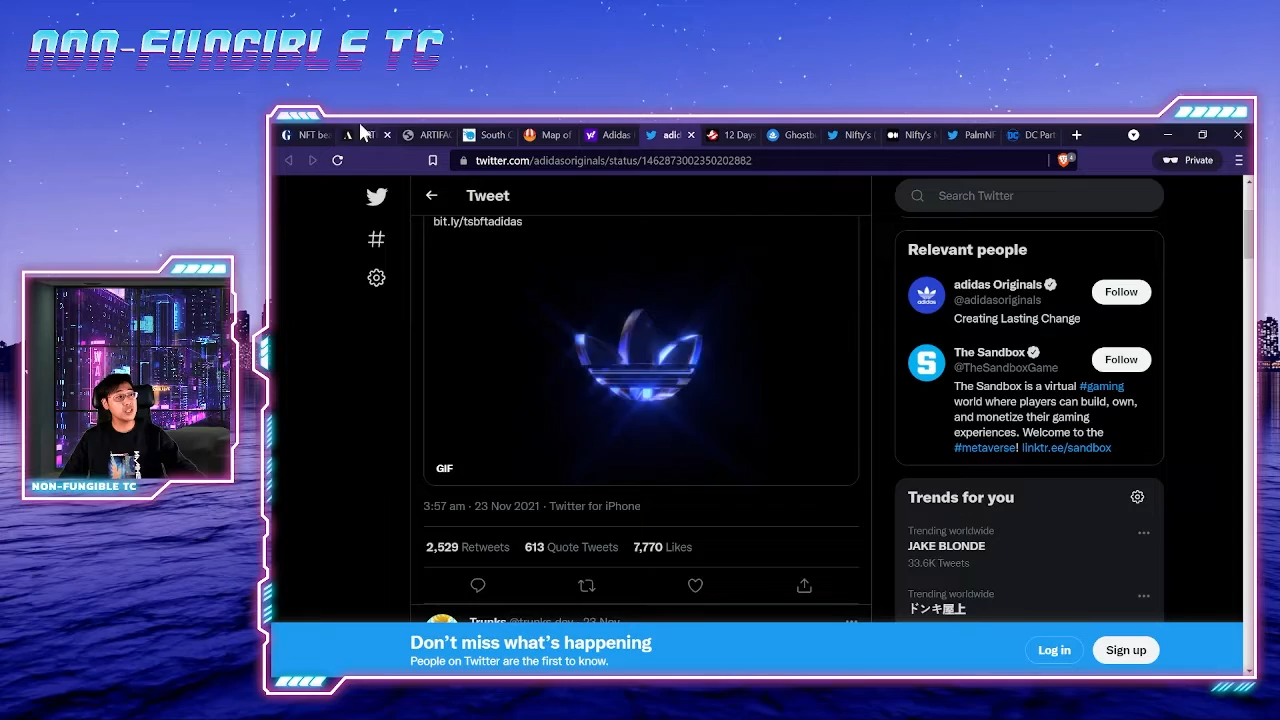 NON-FUNGIBLE TC
NFT be
ARTIFAC
South C
Map of
Adidas
adid
12 Days
Ghostb
Nifty's
Nifty's
PalmNF
DC Part
twitter.com/adidasoriginals/status/1462873002350202882
4
Private
Tweet
Search Twitter
bit.ly/tsbftadidas
GIF
3:57 am · 23 Nov 2021 · Twitter for iPhone
2,529 Retweets 613 Quote Tweets 7,770 Likes
Trunks @trunks_dev · 23 Nov
Relevant people
adidas Originals
@adidasoriginals
Follow
Creating Lasting Change
The Sandbox
@TheSandboxGame
Follow
The Sandbox is a virtual #gaming
world where players can build, own,
and monetize their gaming
experiences. Welcome to the
#metaverse! linktr.ee/sandbox
Trends for you
Trending worldwide
JAKE BLONDE
33.6K Tweets
Trending worldwide
ドンキ屋上
Don't miss what's happening
People on Twitter are the first to know.
Log in
Sign up
NON-FUNGIBLE TC